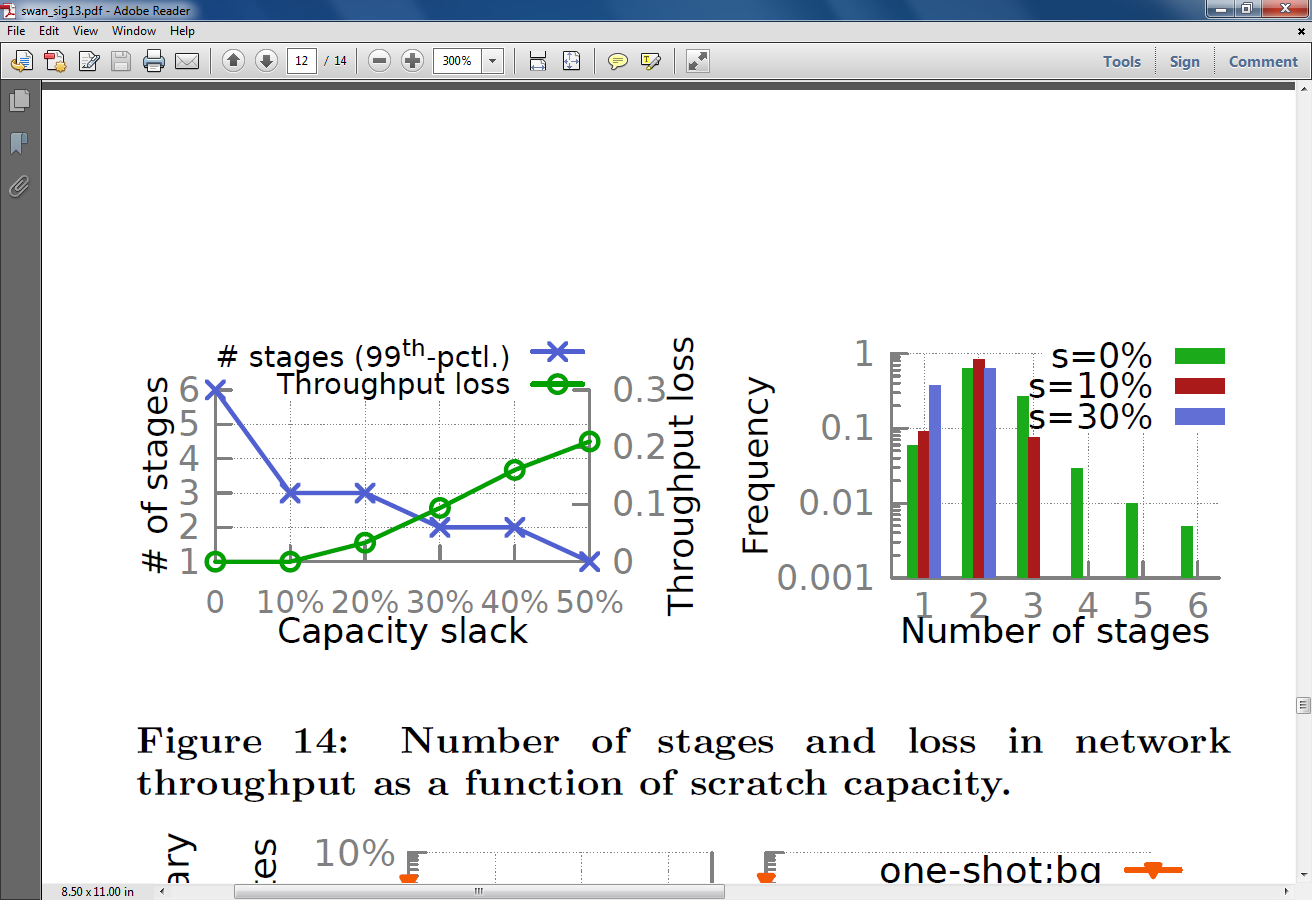 swan_sig13.pdf - Adobe Reader
File Edit View Window Help
12 / 14 300% Tools Sign Comment
# stages (99th-pctl.)
Throughput loss
# of stages
6
5
4
3
2
1
0.3
0.2
0.1
0
Throughput loss
0 10% 20% 30% 40% 50%
Capacity slack
Frequency
1
0.1
0.01
0.001
s=0%
s=10%
s=30%
1 2 3 4 5 6
Number of stages
Figure 14: Number of stages and loss in network
throughput as a function of scratch capacity.
10%
one-shot;bg
8.50 x 11.00 in